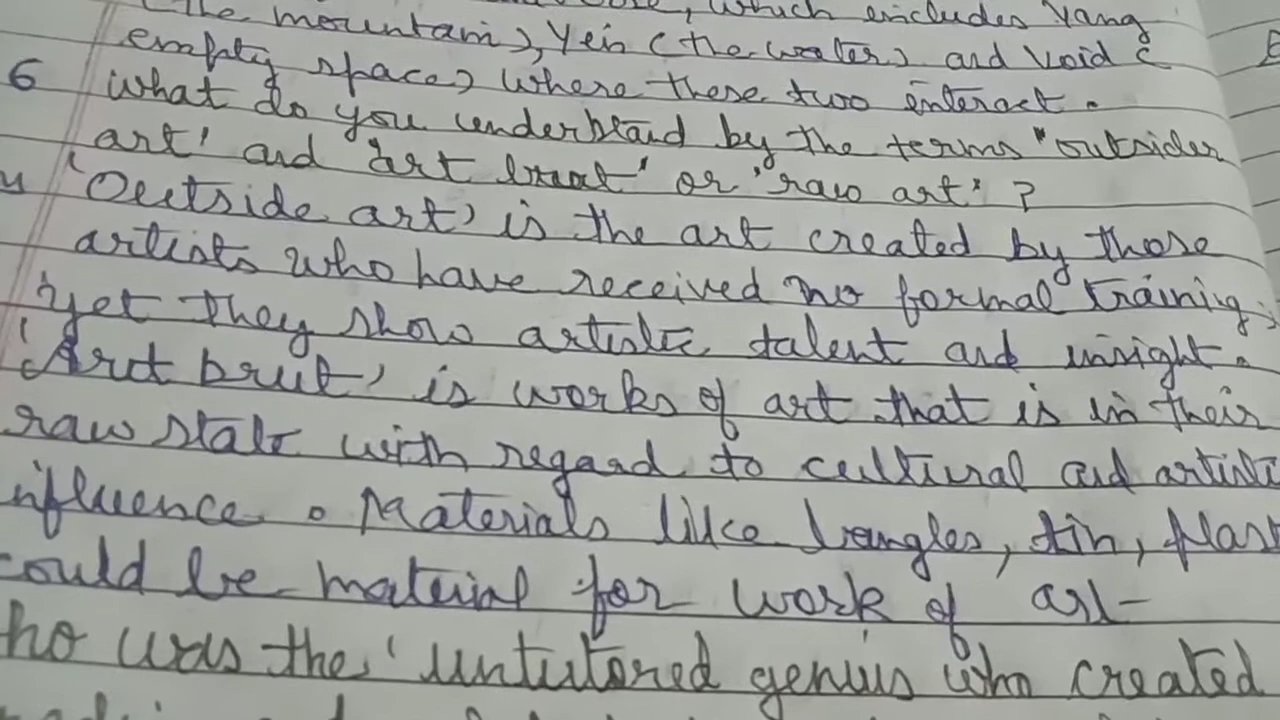 (the mountain), Yein (the water) and Void (
empty space) where these two enteract.
6 What do you understand by the terms "outsider
art' and 'art brut' or 'raw art'?
'Outside art' is the art created by those
artists who have received no formal training,
yet they show artistic talent and insight.
'Art brut' is works of art that is in their
raw state with regard to cultural and artisti
influence. Materials like bangles, tin,
could be material for work of art
ho was the 'untutored genius who created